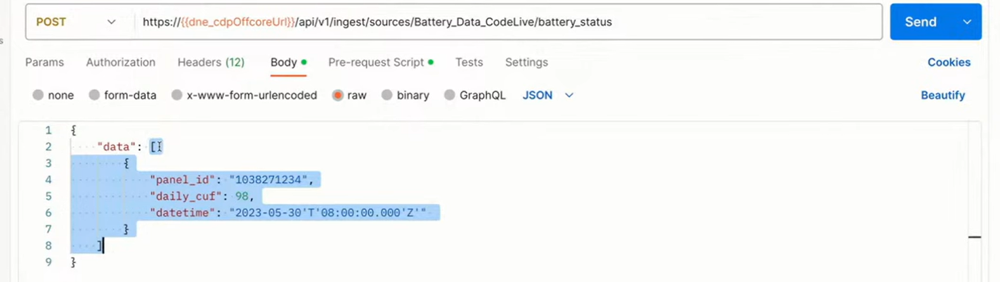 POST https://{{dne_cdpOffcoreUrl}}/api/v1/ingest/sources/Battery_Data_CodeLive/battery_status Send
s
Params Authorization Headers (12) Body Pre-request Script Tests Settings Cookies
none form-data x-www-form-urlencoded raw binary GraphQL JSON Beautify
1 {
2 "data": [
3 {
4 "panel_id": "1038271234",
5 "daily_cuf": 98,
6 "datetime": "2023-05-30'T'08:00:00.000'Z'"
7 }
8 ]
9 }